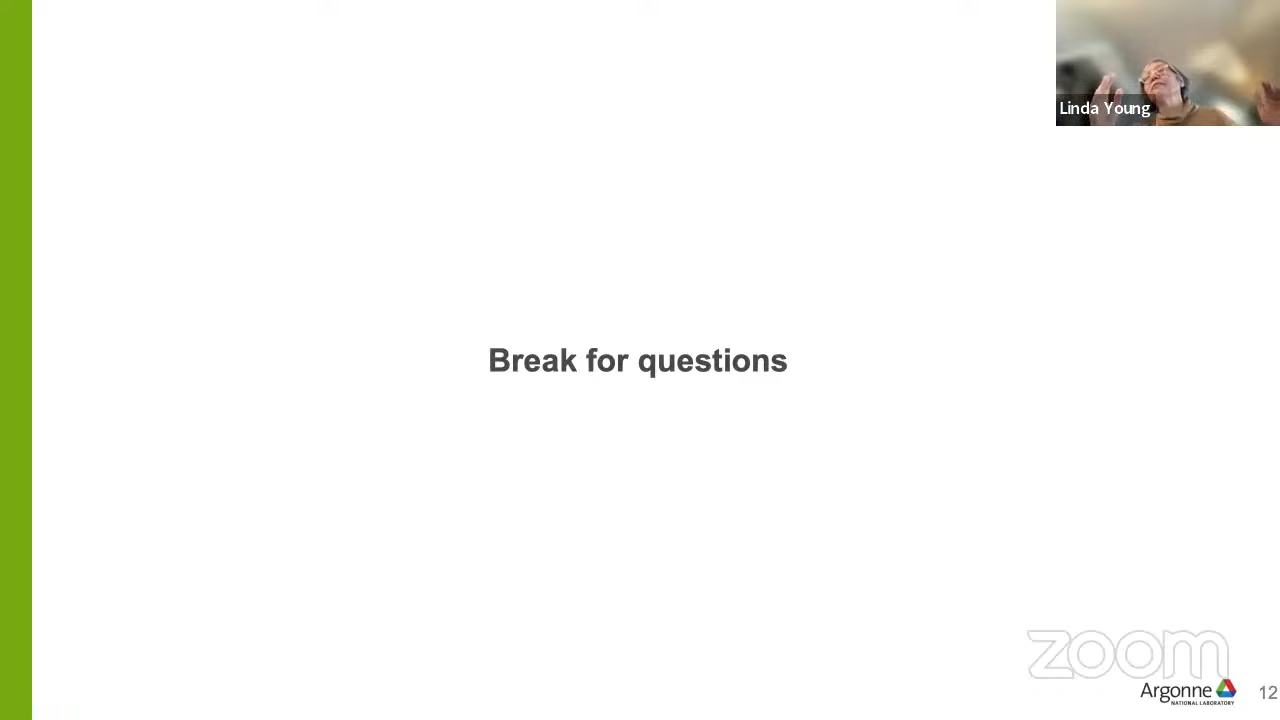 Linda Young
Break for questions
zoom
Argonne
NATIONAL LABORATORY
12